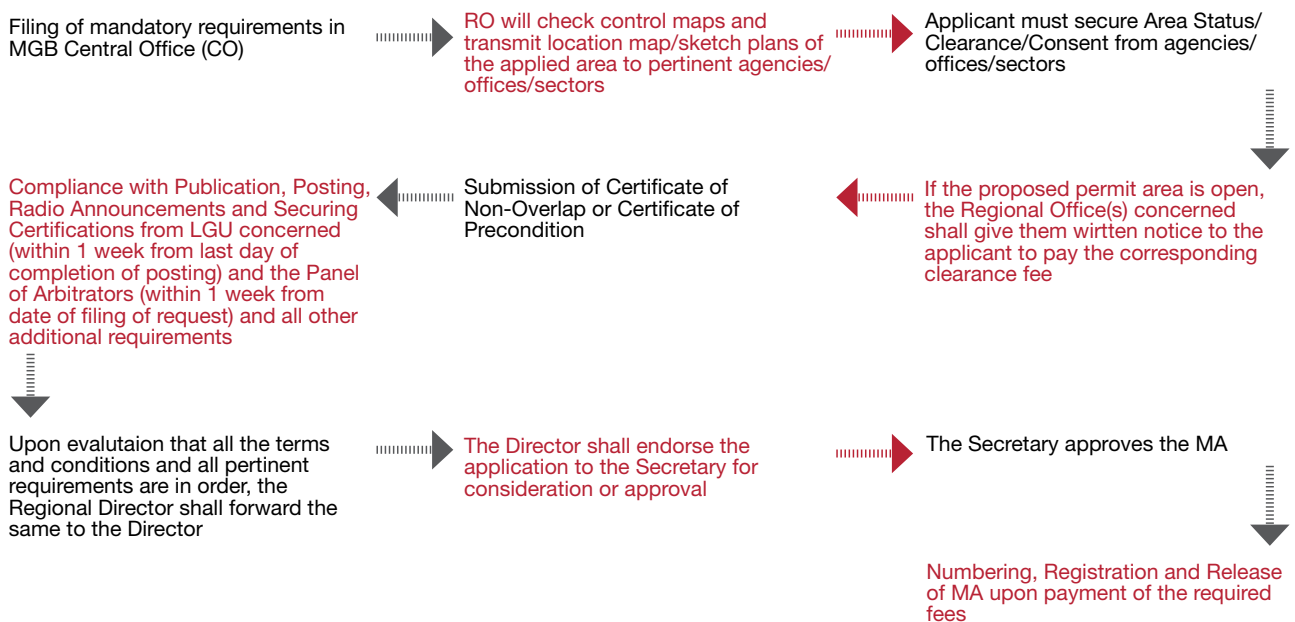 Filing of mandatory requirements in
MGB Central Office (CO)
RO will check control maps and
transmit location map/sketch plans of
the applied area to pertinent agencies/
offices/sectors
Applicant must secure Area Status/
Clearance/Consent from agencies/
offices/sectors
If the proposed permit area is open,
the Regional Office(s) concerned
shall give them wirtten notice to the
applicant to pay the corresponding
clearance fee
Submission of Certificate of
Non-Overlap or Certificate of
Precondition
Compliance with Publication, Posting,
Radio Announcements and Securing
Certifications from LGU concerned
(within 1 week from last day of
completion of posting) and the Panel
of Arbitrators (within 1 week from
date of filing of request) and all other
additional requirements
Upon evalutaion that all the terms
and conditions and all pertinent
requirements are in order, the
Regional Director shall forward the
same to the Director
The Director shall endorse the
application to the Secretary for
consideration or approval
The Secretary approves the MA
Numbering, Registration and Release
of MA upon payment of the required
fees